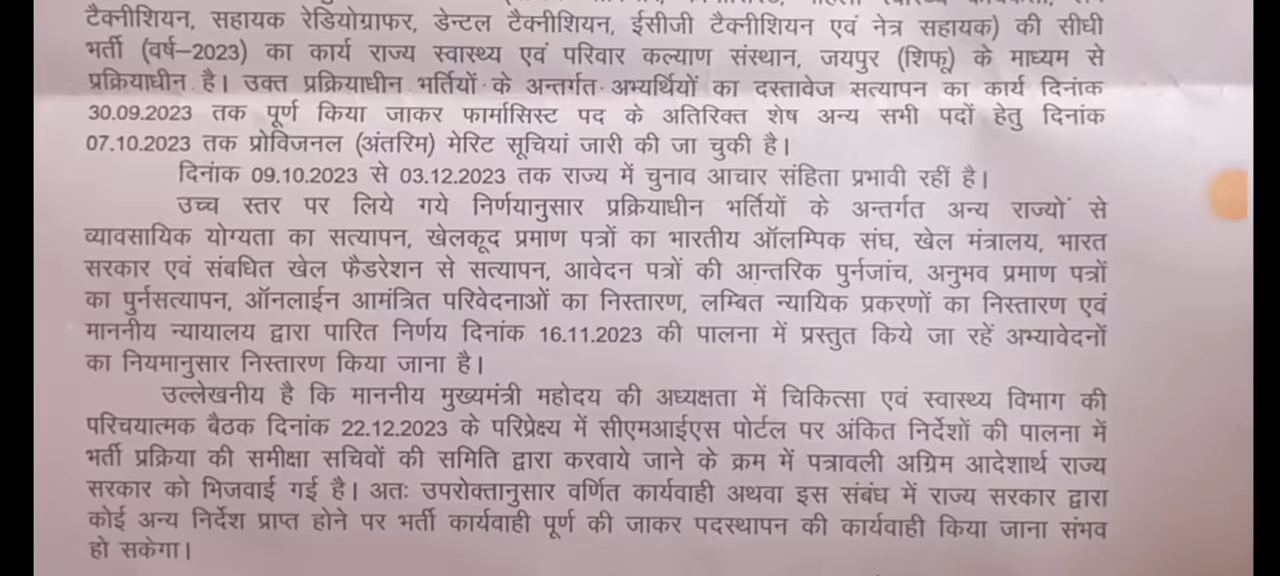 टैक्नीशियन, सहायक रेडियोग्राफर, डेन्टल टैक्नीशियन, ईसीजी टैक्नीशियन एवं नेत्र सहायक) की सीधी
भर्ती (वर्ष–2023) का कार्य राज्य स्वास्थ्य एवं परिवार कल्याण संस्थान, जयपुर (शिफू) के माध्यम से
प्रक्रियाधीन है। उक्त प्रक्रियाधीन भर्तियों के अन्तर्गत अभ्यर्थियों का दस्तावेज सत्यापन का कार्य दिनांक
30.09.2023 तक पूर्ण किया जाकर फार्मासिस्ट पद के अतिरिक्त शेष अन्य सभी पदों हेतु दिनांक
07.10.2023 तक प्रोविजनल (अंतरिम) मेरिट सूचियां जारी की जा चुकी है।
दिनांक 09.10.2023 से 03.12.2023 तक राज्य में चुनाव आचार संहिता प्रभावी रहीं है।
उच्च स्तर पर लिये गये निर्णयानुसार प्रक्रियाधीन भर्तियों के अन्तर्गत अन्य राज्यों से
व्यावसायिक योग्यता का सत्यापन, खेलकूद प्रमाण पत्रों का भारतीय ऑलम्पिक संघ, खेल मंत्रालय, भारत
सरकार एवं संबधित खेल फैडरेशन से सत्यापन, आवेदन पत्रों की आन्तरिक पुर्नजांच, अनुभव प्रमाण पत्रों
का पुर्नसत्यापन, ऑनलाईन आमंत्रित परिवेदनाओं का निस्तारण, लम्बित न्यायिक प्रकरणों का निस्तारण एवं
माननीय न्यायालय द्वारा पारित निर्णय दिनांक 16.11.2023 की पालना में प्रस्तुत किये जा रहें अभ्यावेदनों
का नियमानुसार निस्तारण किया जाना है।
उल्लेखनीय है कि माननीय मुख्यमंत्री महोदय की अध्यक्षता में चिकित्सा एवं स्वास्थ्य विभाग की
परिचयात्मक बैठक दिनांक 22.12.2023 के परिप्रेक्ष्य में सीएमआईएस पोर्टल पर अंकित निर्देशों की पालना में
भर्ती प्रक्रिया की समीक्षा सचिवों की समिति द्वारा करवाये जाने के क्रम में पत्रावली अग्रिम आदेशार्थ राज्य
सरकार को भिजवाई गई है। अतः उपरोक्तानुसार वर्णित कार्यवाही अथवा इस संबंध में राज्य सरकार द्वारा
कोई अन्य निर्देश प्राप्त होने पर भर्ती कार्यवाही पूर्ण की जाकर पदस्थापन की कार्यवाही किया जाना संभव
हो सकेगा।